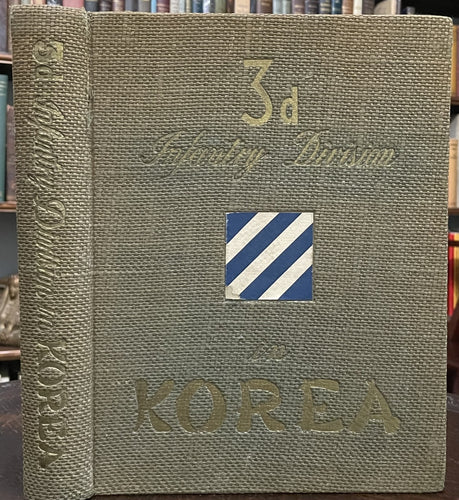 3d Infantry Division in KOREA
3d
Infantry Division
in
KOREA